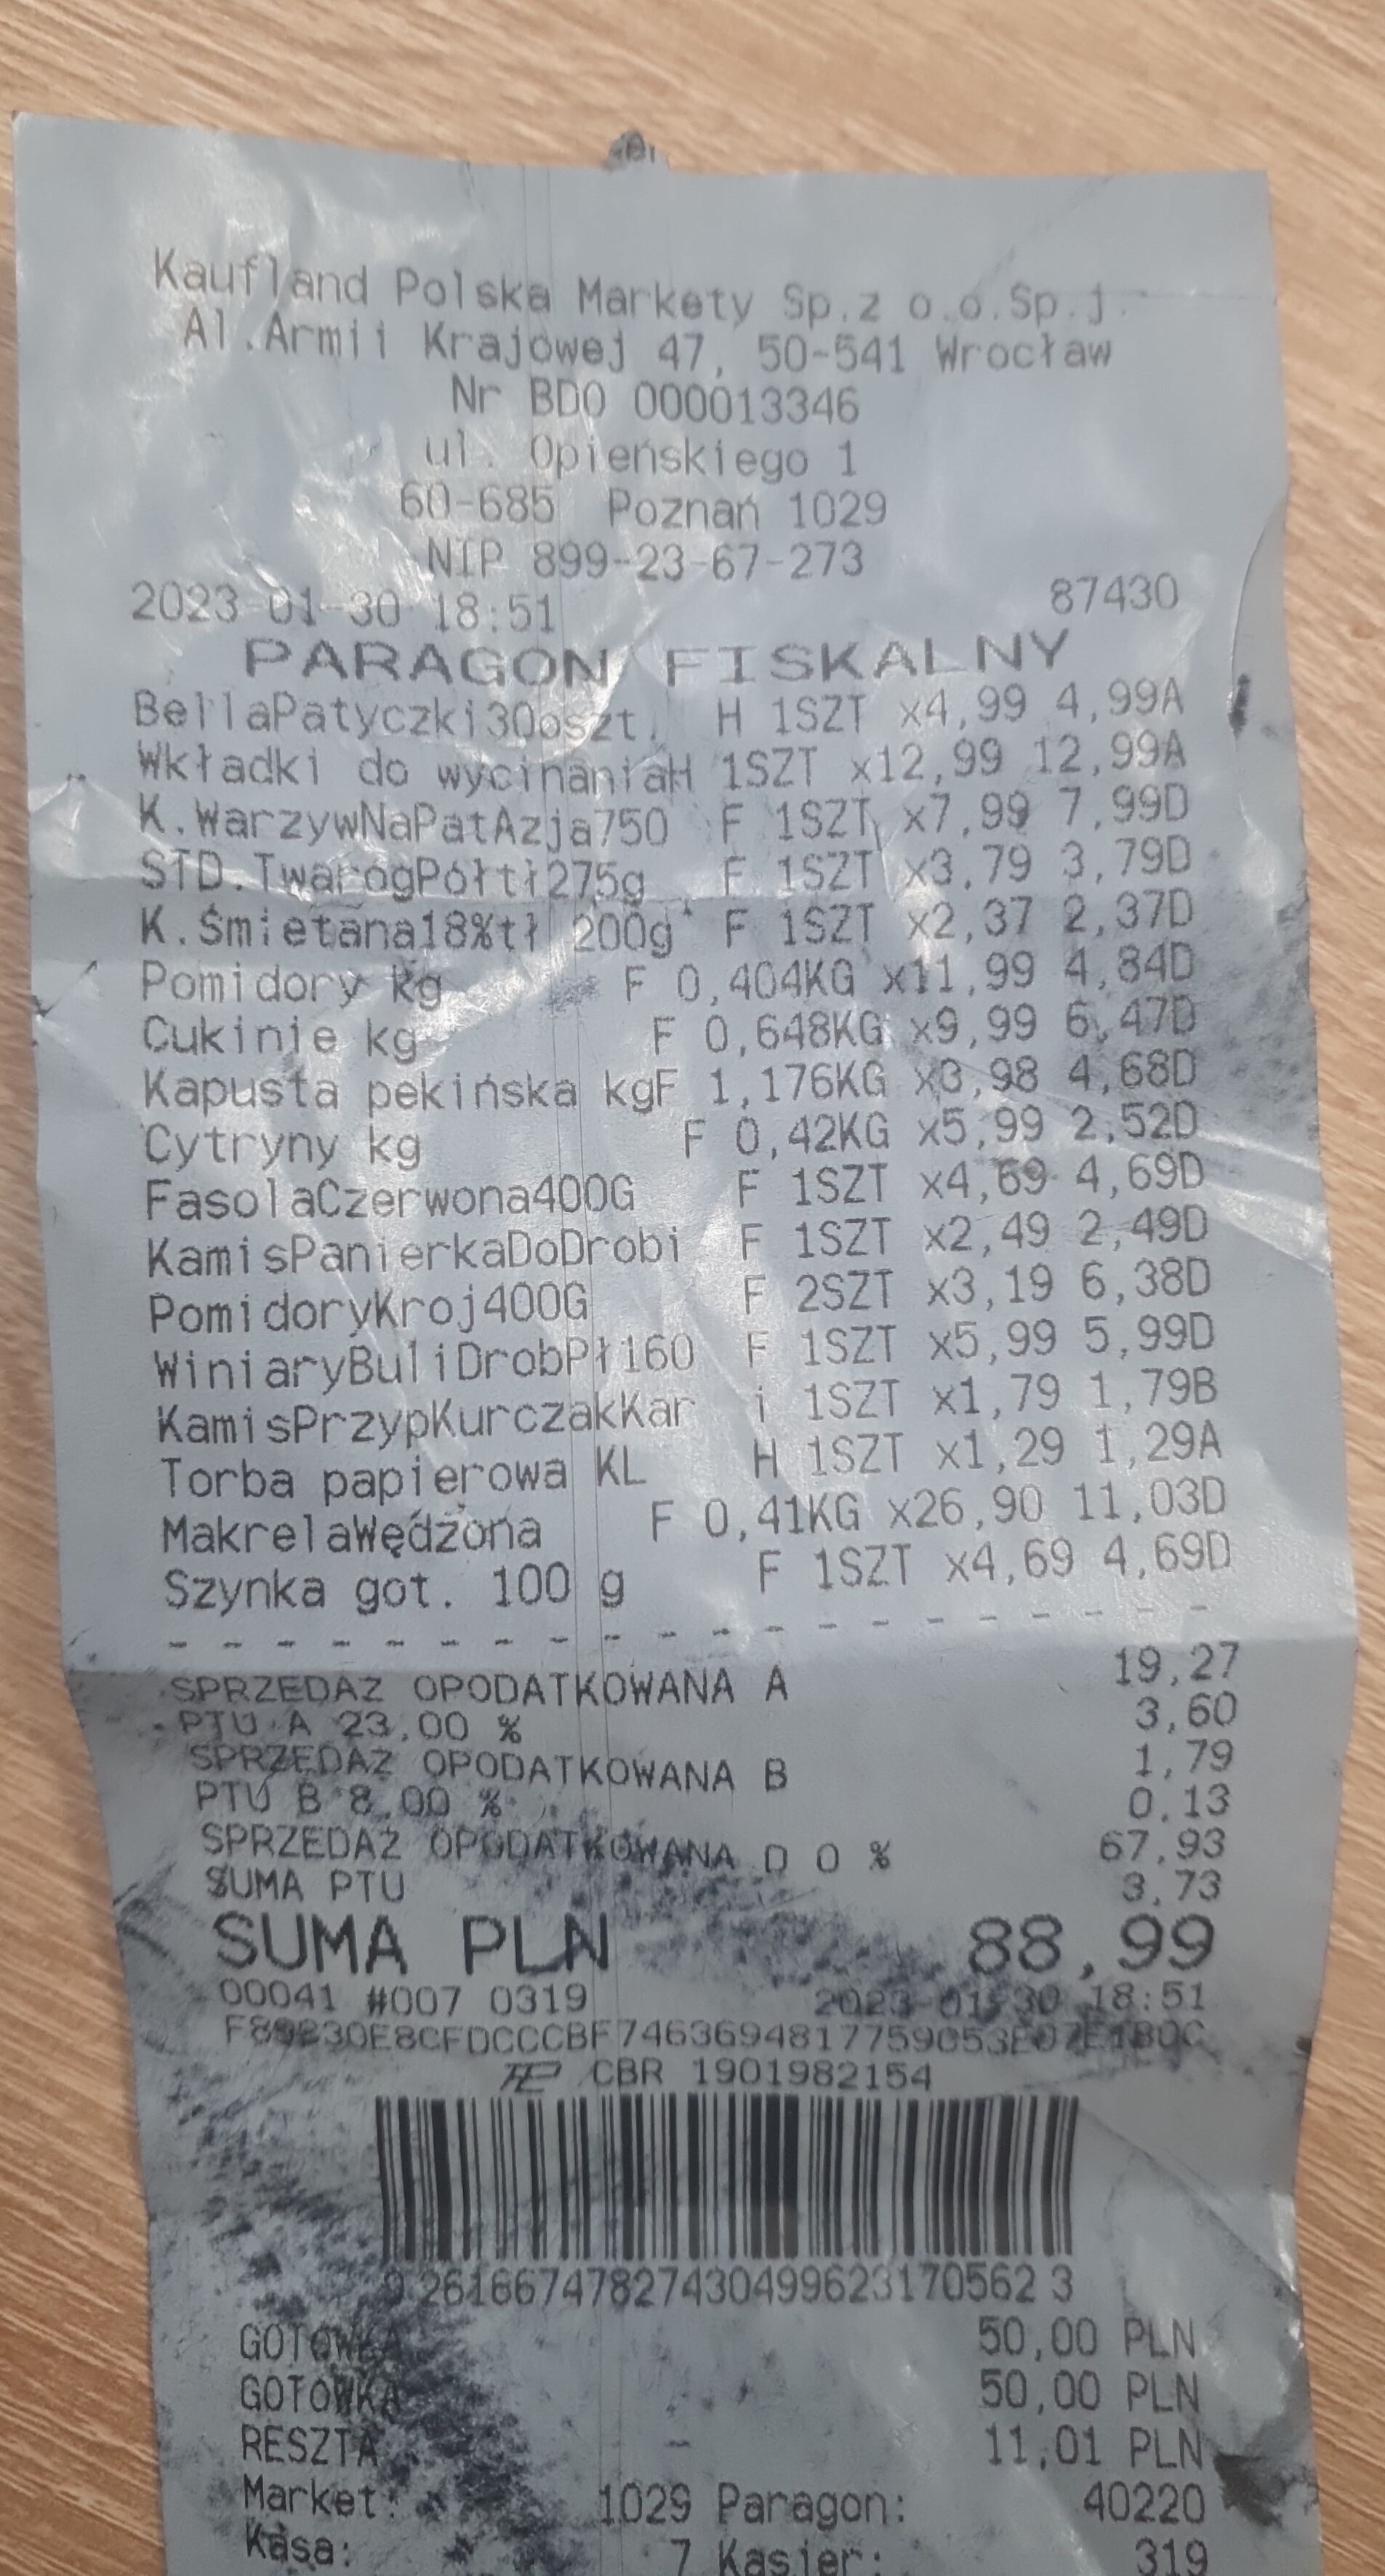 Kaufland Polska Markety Sp.z o.o.Sp.j.
Al.Armii Krajowej 47, 50-541 Wrocław
Nr BDO 000013346
ul. Opieńskiego 1
60-685 Poznań 1029
NIP 899-23-67-273
2023-01-30 18:51 87430
PARAGON FISKALNY
BellaPatyczki30oszt. H 1SZT x4,99 4,99A
Wkładki do wycinaniaH 1SZT x12,99 12,99A
K.WarzywNaPatAzja750 F 1SZT x7,99 7,99D
STD.TwarogPółtł275g F 1SZT x3,79 3,79D
K.Śmietana18%tł 200g F 1SZT x2,37 2,37D
Pomidory kg F 0,404KG x11,99 4,84D
Cukinie kg F 0,648KG x9,99 6,47D
Kapusta pekińska kgF 1,176KG x3,98 4,68D
Cytryny kg F 0,42KG x5,99 2,52D
FasolaCzerwona400G F 1SZT x4,69 4,69D
KamisPanierkaDoDrobi F 1SZT x2,49 2,49D
PomidoryKroj400G F 2SZT x3,19 6,38D
WiniaryBuliDrobPł160 F 1SZT x5,99 5,99D
KamisPrzypKurczakKar i 1SZT x1,79 1,79B
Torba papierowa KL H 1SZT x1,29 1,29A
MakrelaWędzona F 0,41KG x26,90 11,03D
Szynka got. 100 g F 1SZT x4,69 4,69D
SPRZEDAŻ OPODATKOWANA A 19,27
PTU A 23,00 % 3,60
SPRZEDAŻ OPODATKOWANA B 1,79
PTU B 8,00 % 0,13
SPRZEDAŻ OPODATKOWANA D 0 % 67,93
SUMA PTU 3,73
SUMA PLN 88,99
00041 #007 0319 2023-01-30 18:51
CBR 1901982154
9 2616674782743049962317056 2 3
GOTÓWKA 50,00 PLN
GOTÓWKA 50,00 PLN
RESZTA 11,01 PLN
Market: 1029 Paragon: 40220
Kasa: 7 Kasjer: 319